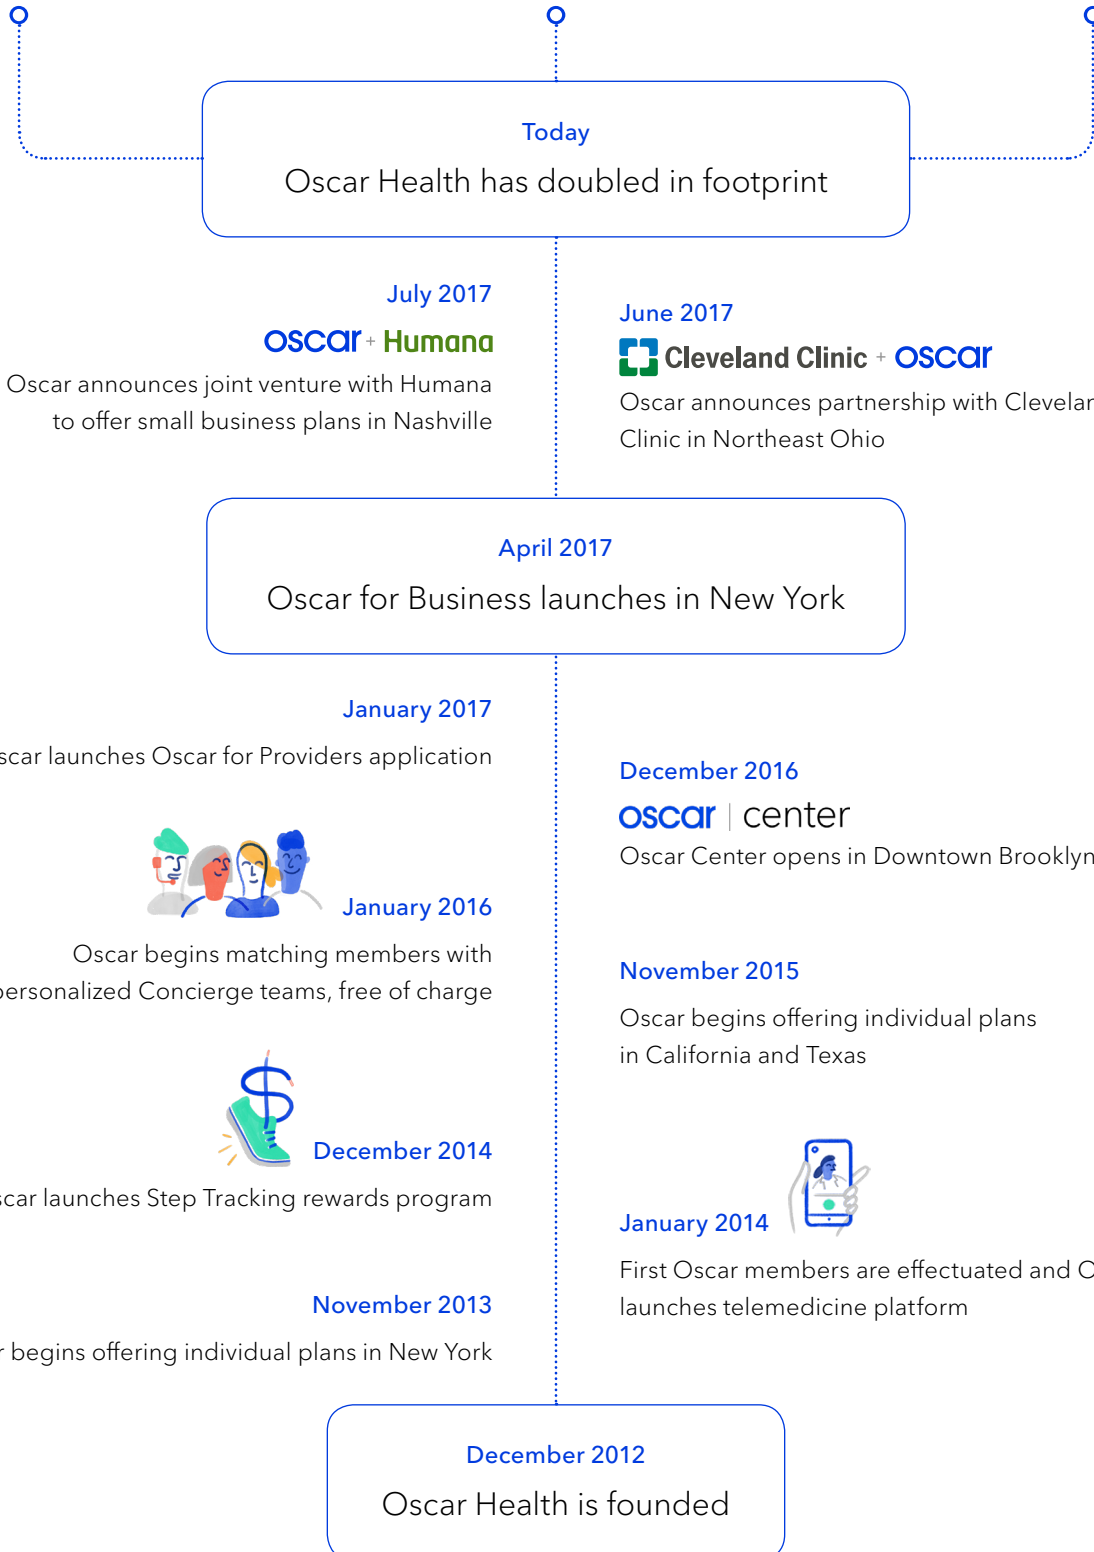 Today
Oscar Health has doubled in footprint
July 2017
oscar + Humana
Oscar announces joint venture with Humana
to offer small business plans in Nashville
June 2017
Cleveland Clinic + oscar
Oscar announces partnership with
Clinic in Northeast Ohio
April 2017
Oscar for Business launches in New York
January 2017
launches Oscar for Providers application
December 2016
oscar | center
Oscar Center opens in Downtown Brooklyn
January 2016
Oscar begins matching members with
personalized Concierge teams, free of charge
November 2015
Oscar begins offering individual plans
in California and Texas
December 2014
launches Step Tracking rewards program
January 2014
First Oscar members are effectuated and
launches telemedicine platform
November 2013
begins offering individual plans in New York
December 2012
Oscar Health is founded